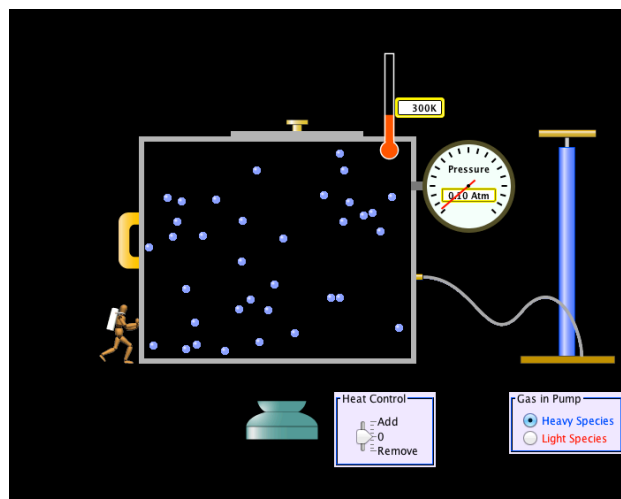 300K
Pressure
0.10 Atm
Heat Control
Add
0
Remove
Gas in Pump
Heavy Species
Light Species